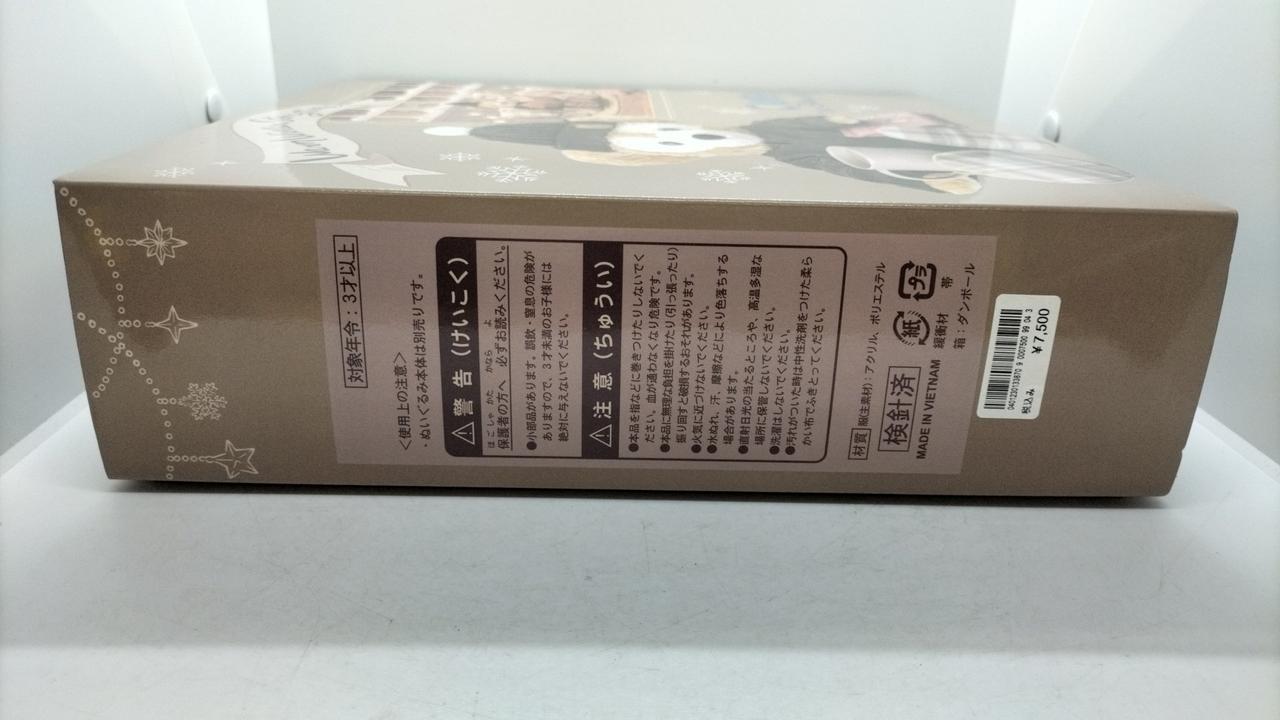 対象年令：3才以上
＜使用上の注意＞
・ぬいぐるみ本体は別売りです。
警告（けいこく）
ほごしゃ かた かなら よ
保護者の方へ 必ずお読みください。
●小部品があります。誤飲・窒息の危険が
ありますので、3才未満のお子様には
絶対に与えないでください。
注意（ちゅうい）
●本品を指などに巻きつけたりしないでく
ださい。血が通わなくなり危険です。
●本品に無理な負担を掛けたり（引っ張ったり）
振り回すと破損するおそれがあります。
●火気に近づけないでください。
●水ぬれ、汗、摩擦などにより色落ちする
場合があります。
●直射日光の当たるところや、高温多湿な
場所に保管しないでください。
●洗濯はしないでください。
●汚れがついた時は中性洗剤をつけた柔ら
かい布でふきとってください。
材質 服（主素材）：アクリル、ポリエステル
検針済
MADE IN VIETNAM
紙
プラ
緩衝材 帯
箱：ダンボール
￥7,500
税込み